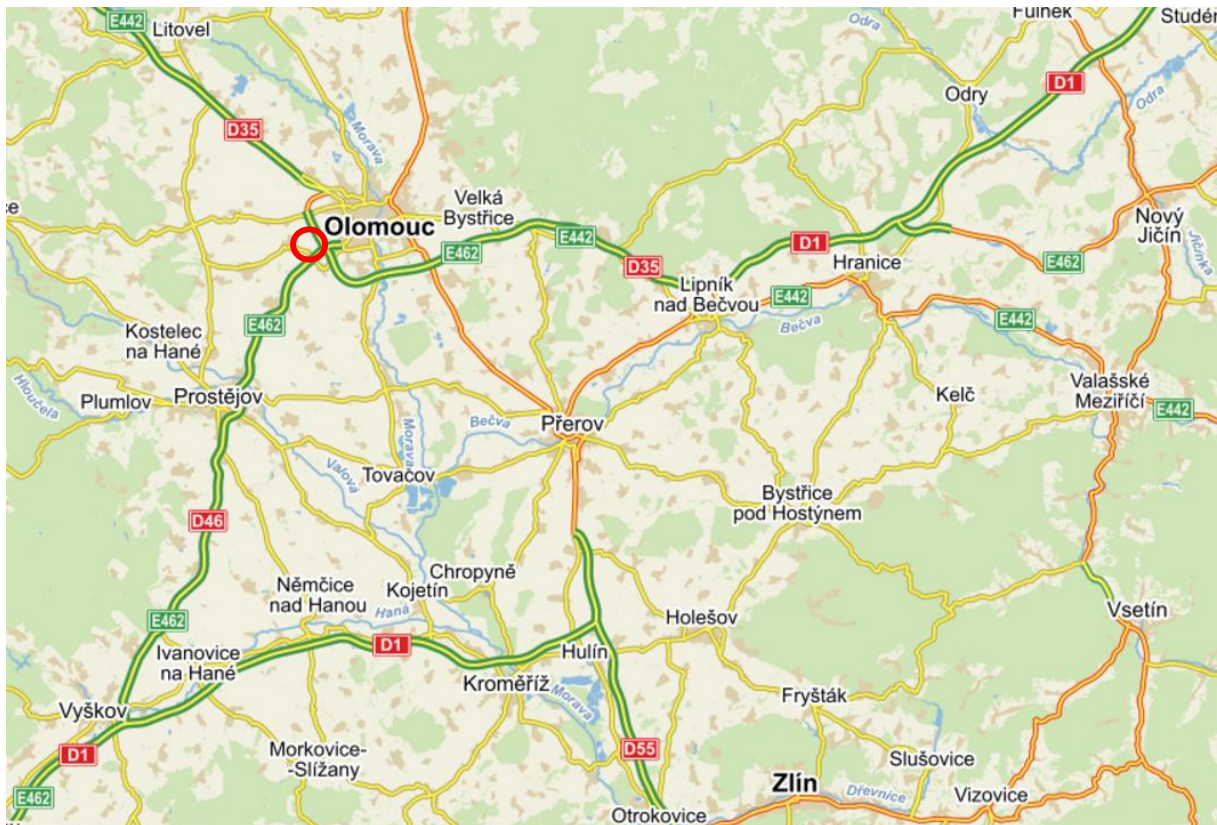 E442
Litovel
Fulnek
Studén
D1
Odra
Odry
Odra
D35
Morava
Velká
Bystřice
ce
Olomouc
E462
E442
D35
D1
Nový
Jičín
Jičínka
E462
Hranice
Lipník
nad Bečvou
E442
Bečva
E442
E462
Kostelec
na Hané
Hloučela
Plumlov
Prostějov
Kelč
Valašské
Meziříčí
E442
Bečva
Přerov
Morava
Valová
Tovačov
Bystřice
pod Hostýnem
D46
Chropyně
Němčice
nad Hanou
Kojetín
Haná
E462
Holešov
Vsetín
Ivanovice
na Hané
D1
Hulín
Kroměříž
Morava
Fryšták
Vyškov
D1
Morkovice-
-Slížany
D55
Slušovice
Zlín
Dřevnice
Vizovice
E462
Otrokovice